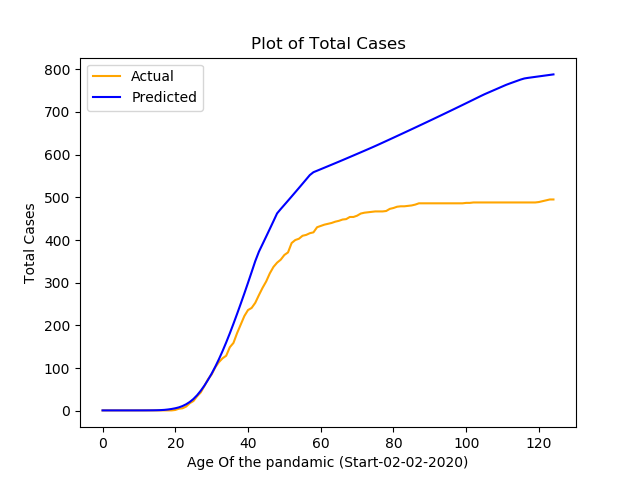 Plot of Total Cases
Actual
Predicted
Total Cases
800
700
600
500
400
300
200
100
0
0 20 40 60 80 100 120
Age Of the pandamic (Start-02-02-2020)